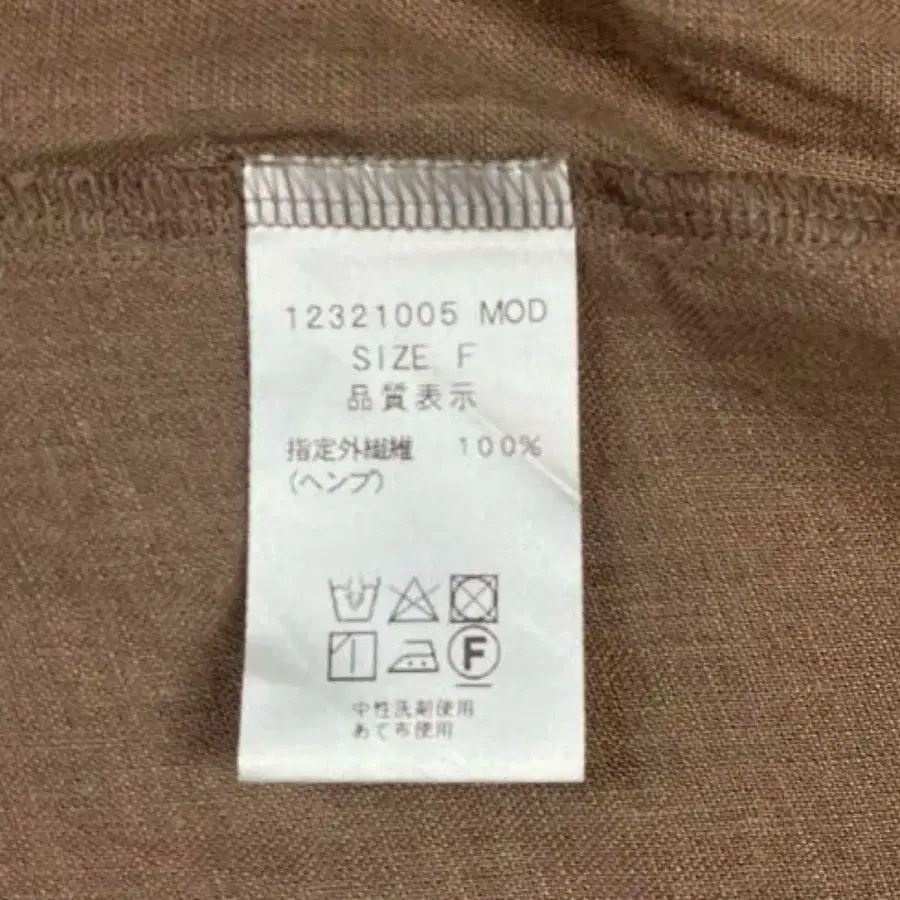 12321005 MOD
SIZE F
品質表示
指定外繊維 100%
(ヘンプ)
F
中性洗剤使用
あて布使用